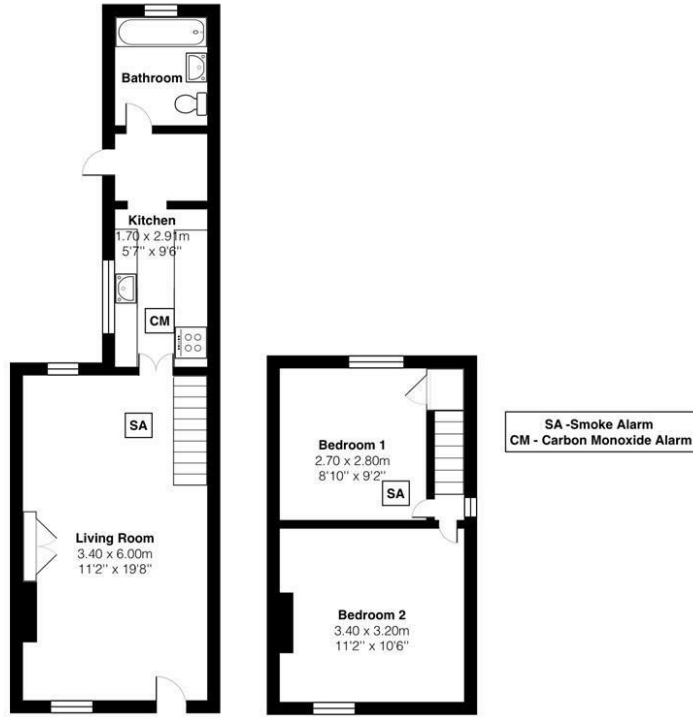 Bathroom
Kitchen
1.70 x 2.91m
5'7" x 9'6"
CM
SA
Living Room
3.40 x 6.00m
11'2" x 19'8"
Bedroom 1
2.70 x 2.80m
8'10" x 9'2"
SA
Bedroom 2
3.40 x 3.20m
11'2" x 10'6"
SA -Smoke Alarm
CM - Carbon Monoxide Alarm